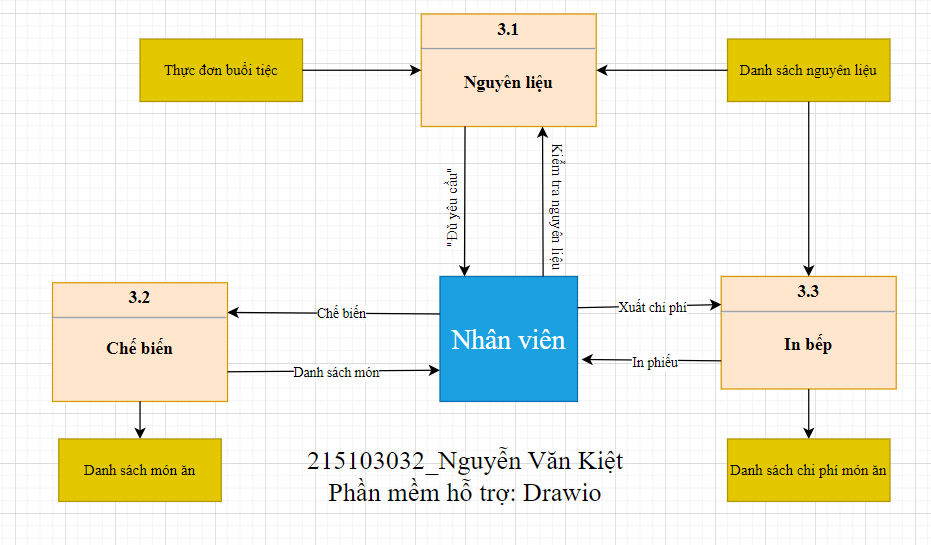 3.1
Thực đơn buổi tiệc
Nguyên liệu
Danh sách nguyên liệu
"Đủ yêu cầu"
Kiểm tra nguyên liệu
3.2
Chế biến
Chế biến
Danh sách món
Nhân viên
Xuất chi phí
In phiếu
3.3
In bếp
Danh sách món ăn
Danh sách chi phí món ăn
215103032_Nguyễn Văn Kiệt
Phần mềm hỗ trợ: Drawio